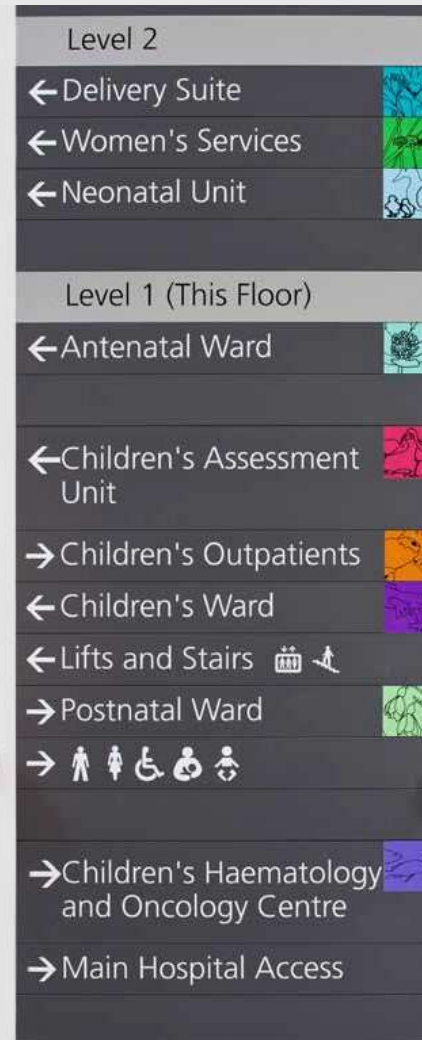 Level 2
← Delivery Suite
← Women's Services
← Neonatal Unit
Level 1 (This Floor)
← Antenatal Ward
← Children's Assessment
Unit
→ Children's Outpatients
← Children's Ward
← Lifts and Stairs
→ Postnatal Ward
→
→ Children's Haematology
and Oncology Centre
→ Main Hospital Access